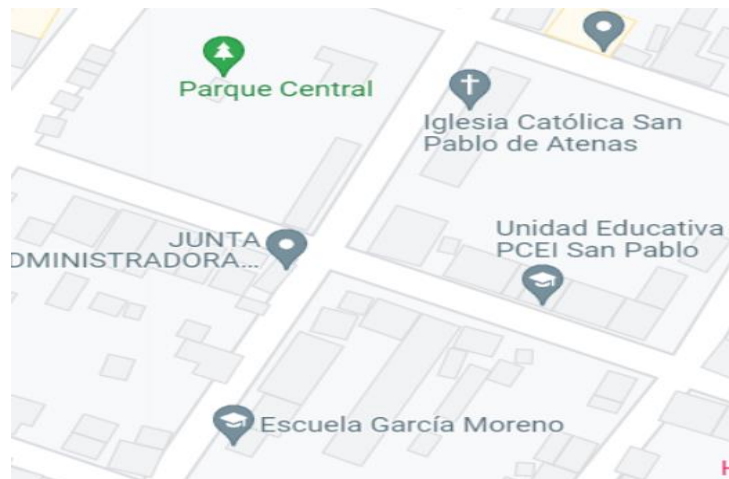 Parque Central
Iglesia Católica San
Pablo de Atenas
Unidad Educativa
PCEI San Pablo
JUNTA
DMINISTRADORA...
Escuela García Moreno
H